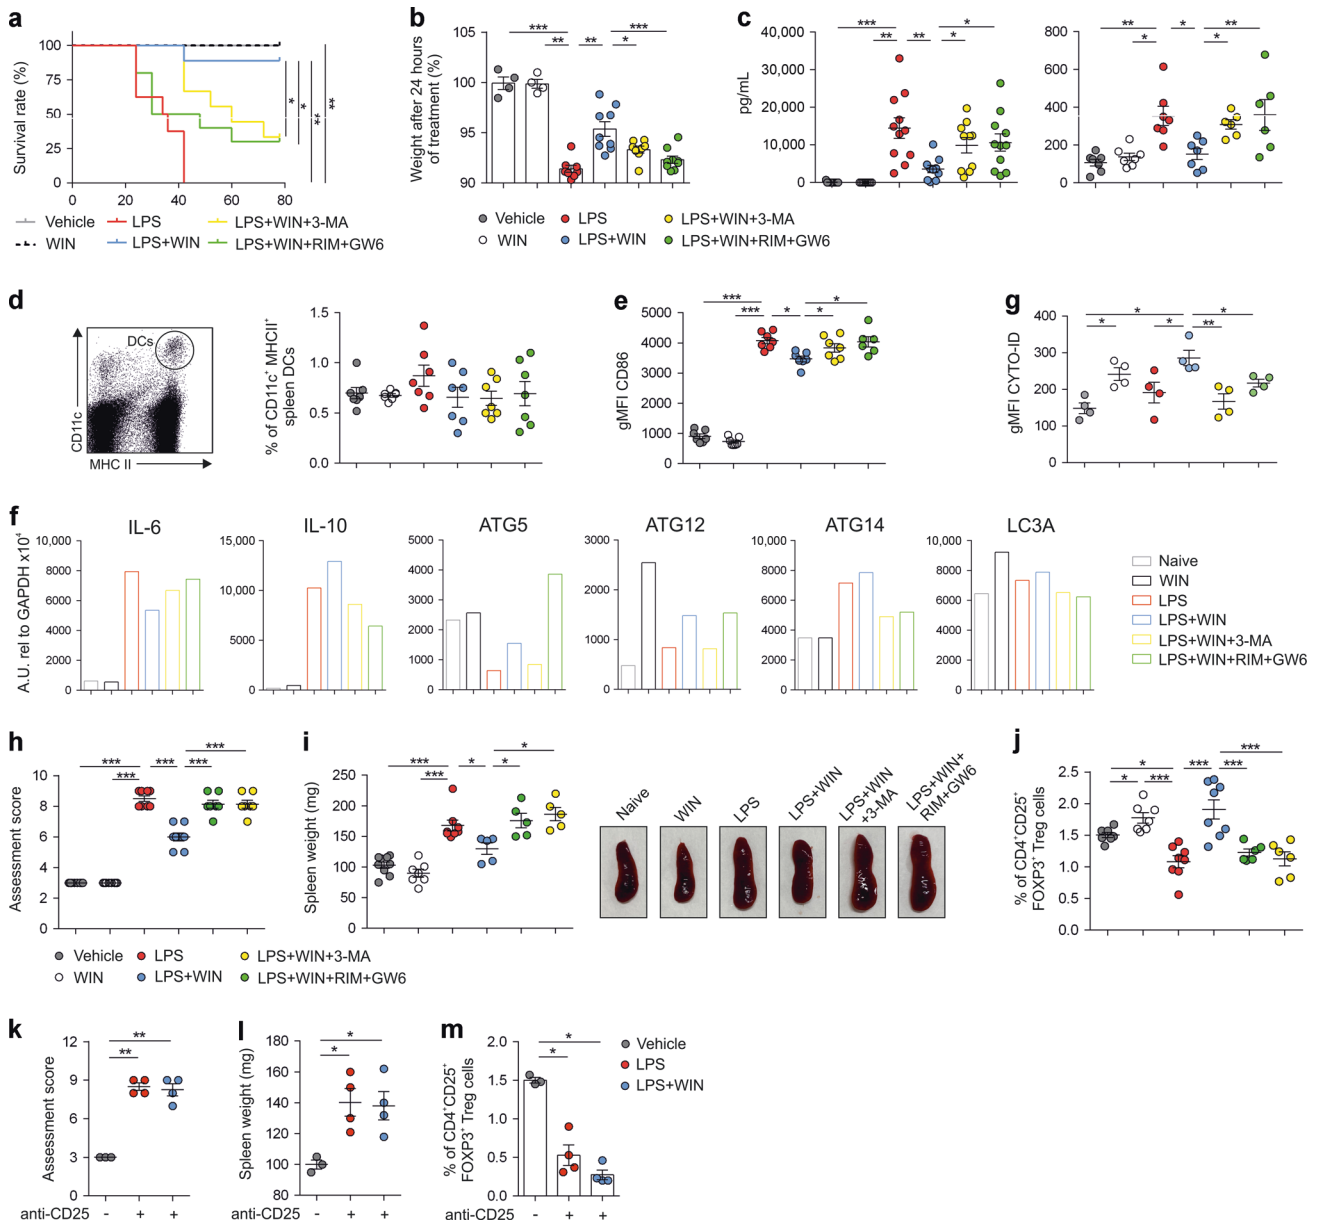 a
Survival rate (%)
100
75
50
25
0
0 20 40 60 80
* * ** **
Vehicle LPS LPS+WIN+3-MA
WIN LPS+WIN LPS+WIN+RIM+GW6
b
Weight after 24 hours
of treatment (%)
105
100
95
90
*** ***
** ** *
Vehicle LPS LPS+WIN+3-MA
WIN LPS+WIN LPS+WIN+RIM+GW6
c
pg/mL
40,000
30,000
20,000
10,000
0
*** *
** ** *
800
600
400
200
0
** * **
* *
d
DCs
CD11c
MHC II
% of CD11c+ MHCII+
spleen DCs
1.5
1.0
0.5
0.0
e
gMFI CD86
5000
4000
3000
2000
1000
0
*** *
*** * *
g
gMFI CYTO-ID
400
300
200
100
0
* *
* * **
f
A.U. rel to GAPDH x10⁴
IL-6
10,000
8000
6000
4000
2000
0
IL-10
15,000
10,000
5000
0
ATG5
5000
4000
3000
2000
1000
0
ATG12
3000
2000
1000
0
ATG14
10,000
8000
6000
4000
2000
0
LC3A
10,000
8000
6000
4000
2000
0
Naive
WIN
LPS
LPS+WIN
LPS+WIN+3-MA
LPS+WIN+RIM+GW6
h
Assessment score
10
8
6
4
2
0
***
*** *** ***
***
Vehicle LPS LPS+WIN+3-MA
WIN LPS+WIN LPS+WIN+RIM+GW6
i
Spleen weight (mg)
250
200
150
100
50
0
*** * *
*** *
Naive
WIN
LPS
LPS+WIN
LPS+WIN
+3-MA
LPS+WIN+
RIM+GW6
j
% of CD4+CD25+
FOXP3+ Treg cells
2.5
2.0
1.5
1.0
0.5
0.0
***
* *** ***
* ***
k
Assessment score
12
9
6
3
0
**
**
anti-CD25 - + +
l
Spleen weight (mg)
180
160
140
120
100
80
*
*
anti-CD25 - + +
m
% of CD4+CD25+
FOXP3+ Treg cells
2.0
1.5
1.0
0.5
0.0
*
*
anti-CD25 - + +
Vehicle
LPS
LPS+WIN